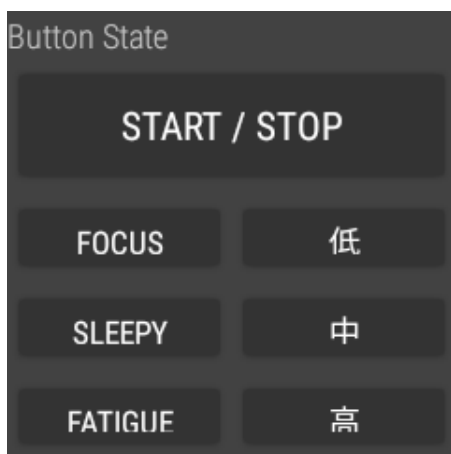 Button State
START / STOP
FOCUS 低
SLEEPY 中
FATIGUE 高